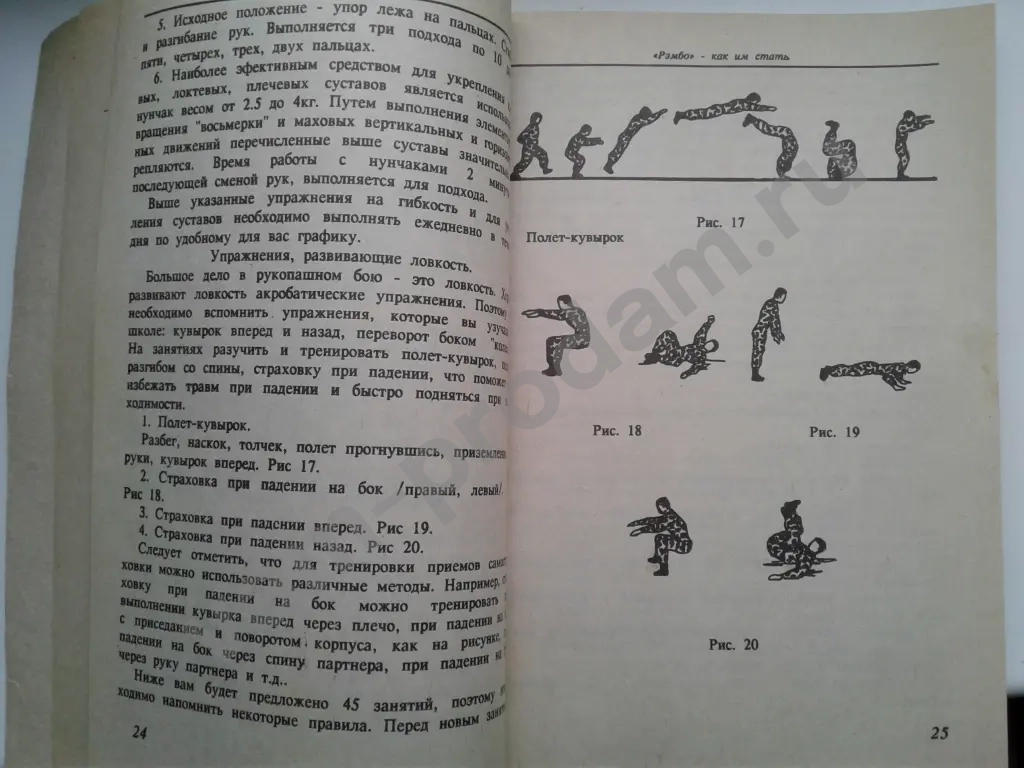 5. Исходное положение - упор лежа на пальцах.
и разгибание рук. Выполняется три подхода по 10
пяти, четырех, трех, двух пальцах.
6. Наиболее эфективным средством для укрепления
вых, локтевых, плечевых суставов является
нунчак весом от 2.5 до 4кг. Путем выполнения
вращения "восьмерки" и маховых вертикальных и
ных движений перечисленные выше суставы
репляются. Время работы с нунчаками 2
последующей сменой рук, выполняется для подхода.
Выше указанные упражнения на гибкость и для
ления суставов необходимо выполнять ежедневно в
дня по удобному для вас графику.
Упражнения, развивающие ловкость.
Большое дело в рукопашном бою - это ловкость.
развивают ловкость акробатические упражнения. Поэтому
необходимо вспомнить упражнения, которые вы
школе: кувырок вперед и назад, переворот боком
На занятиях разучить и тренировать полет-кувырок,
разгибом со спины, страховку при падении, что
избежать травм при падении и быстро подняться при
ходимости.
1. Полет-кувырок.
Разбег, наскок, толчек, полет прогнувшись,
руки, кувырок вперед. Рис 17.
2. Страховка при падении на бок /правый, левый/.
Рис 18.
3. Страховка при падении вперед. Рис 19.
4. Страховка при падении назад. Рис 20.
Следует отметить, что для тренировки приемов
ховки можно использовать различные методы. Например,
ховку при падении на бок можно тренировать
выполнении кувырка вперед через плечо, при падении на
с приседанием и поворотом корпуса, как на рисунке,
падении на бок через спину партнера, при падении на
через руку партнера и т.д..
Ниже вам будет предложено 45 занятий, поэтому
ходимо напомнить некоторые правила. Перед новым
24
«Рэмбо» - как им стать
Рис. 17
Полет-кувырок
Рис. 18
Рис. 19
Рис. 20
25
prodam.ru